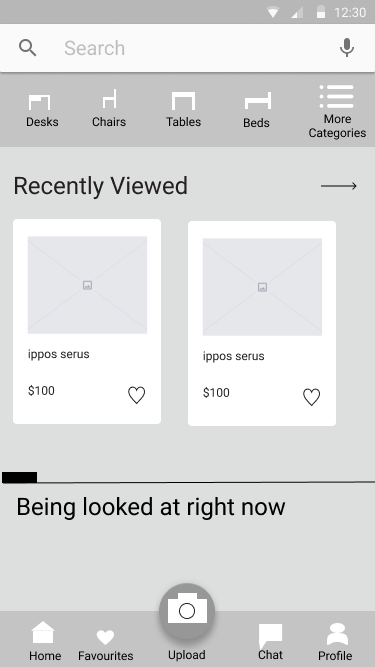 12:30
Search
Desks
Chairs
Tables
Beds
More
Categories
Recently Viewed
ippos serus
$100
ippos serus
$100
Being looked at right now
Home
Favourites
Upload
Chat
Profile